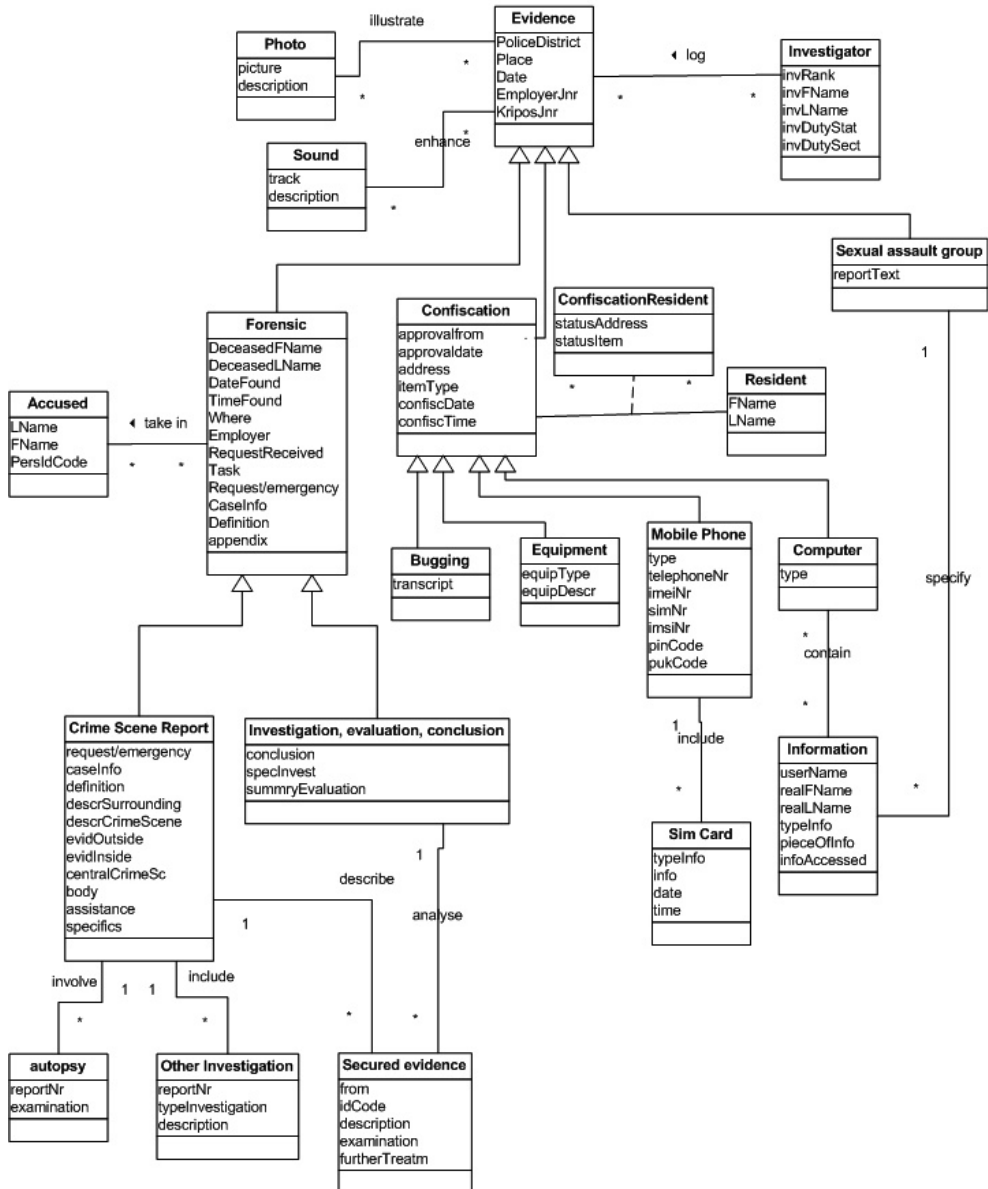 illustrate
Photo
picture
description
*
*
Evidence
PoliceDistrict
Place
Date
EmployerJnr
KriposJnr
log
*
*
Investigator
invRank
invFName
invLName
invDutyStat
invDutySect
enhance
*
*
Sound
track
description
Sexual assault group
reportText
1
specify
*
Forensic
DeceasedFName
DeceasedLName
DateFound
TimeFound
Where
Employer
RequestReceived
Task
Request/emergency
CaseInfo
Definition
appendix
Accused
LName
FName
PersIdCode
take in
*
*
Confiscation
approvalfrom
approvaldate
address
itemType
confiscDate
confiscTime
ConfiscationResident
statusAddress
statusItem
*
*
Resident
FName
LName
Bugging
transcript
Equipment
equipType
equipDescr
Mobile Phone
type
telephoneNr
imeiNr
simNr
imsiNr
pinCode
pukCode
Computer
type
*
contain
*
1
include
*
Information
userName
realFName
realLName
typeInfo
pieceOfInfo
infoAccessed
Sim Card
typeInfo
info
date
time
Crime Scene Report
request/emergency
caseInfo
definition
descrSurrounding
descrCrimeScene
evidOutside
evidInside
centralCrimeSc
body
assistance
specifics
Investigation, evaluation, conclusion
conclusion
specInvest
summryEvaluation
1
describe
1
analyse
*
*
involve
1
1
include
*
*
autopsy
reportNr
examination
Other Investigation
reportNr
typeInvestigation
description
Secured evidence
from
idCode
description
examination
furtherTreatm